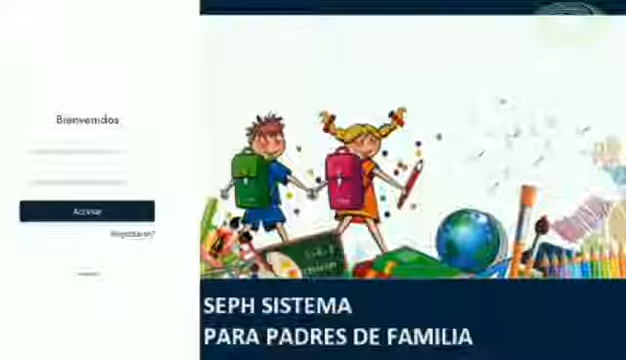 Bienvenidos
Accesar
SEPH SISTEMA
PARA PADRES DE FAMILIA